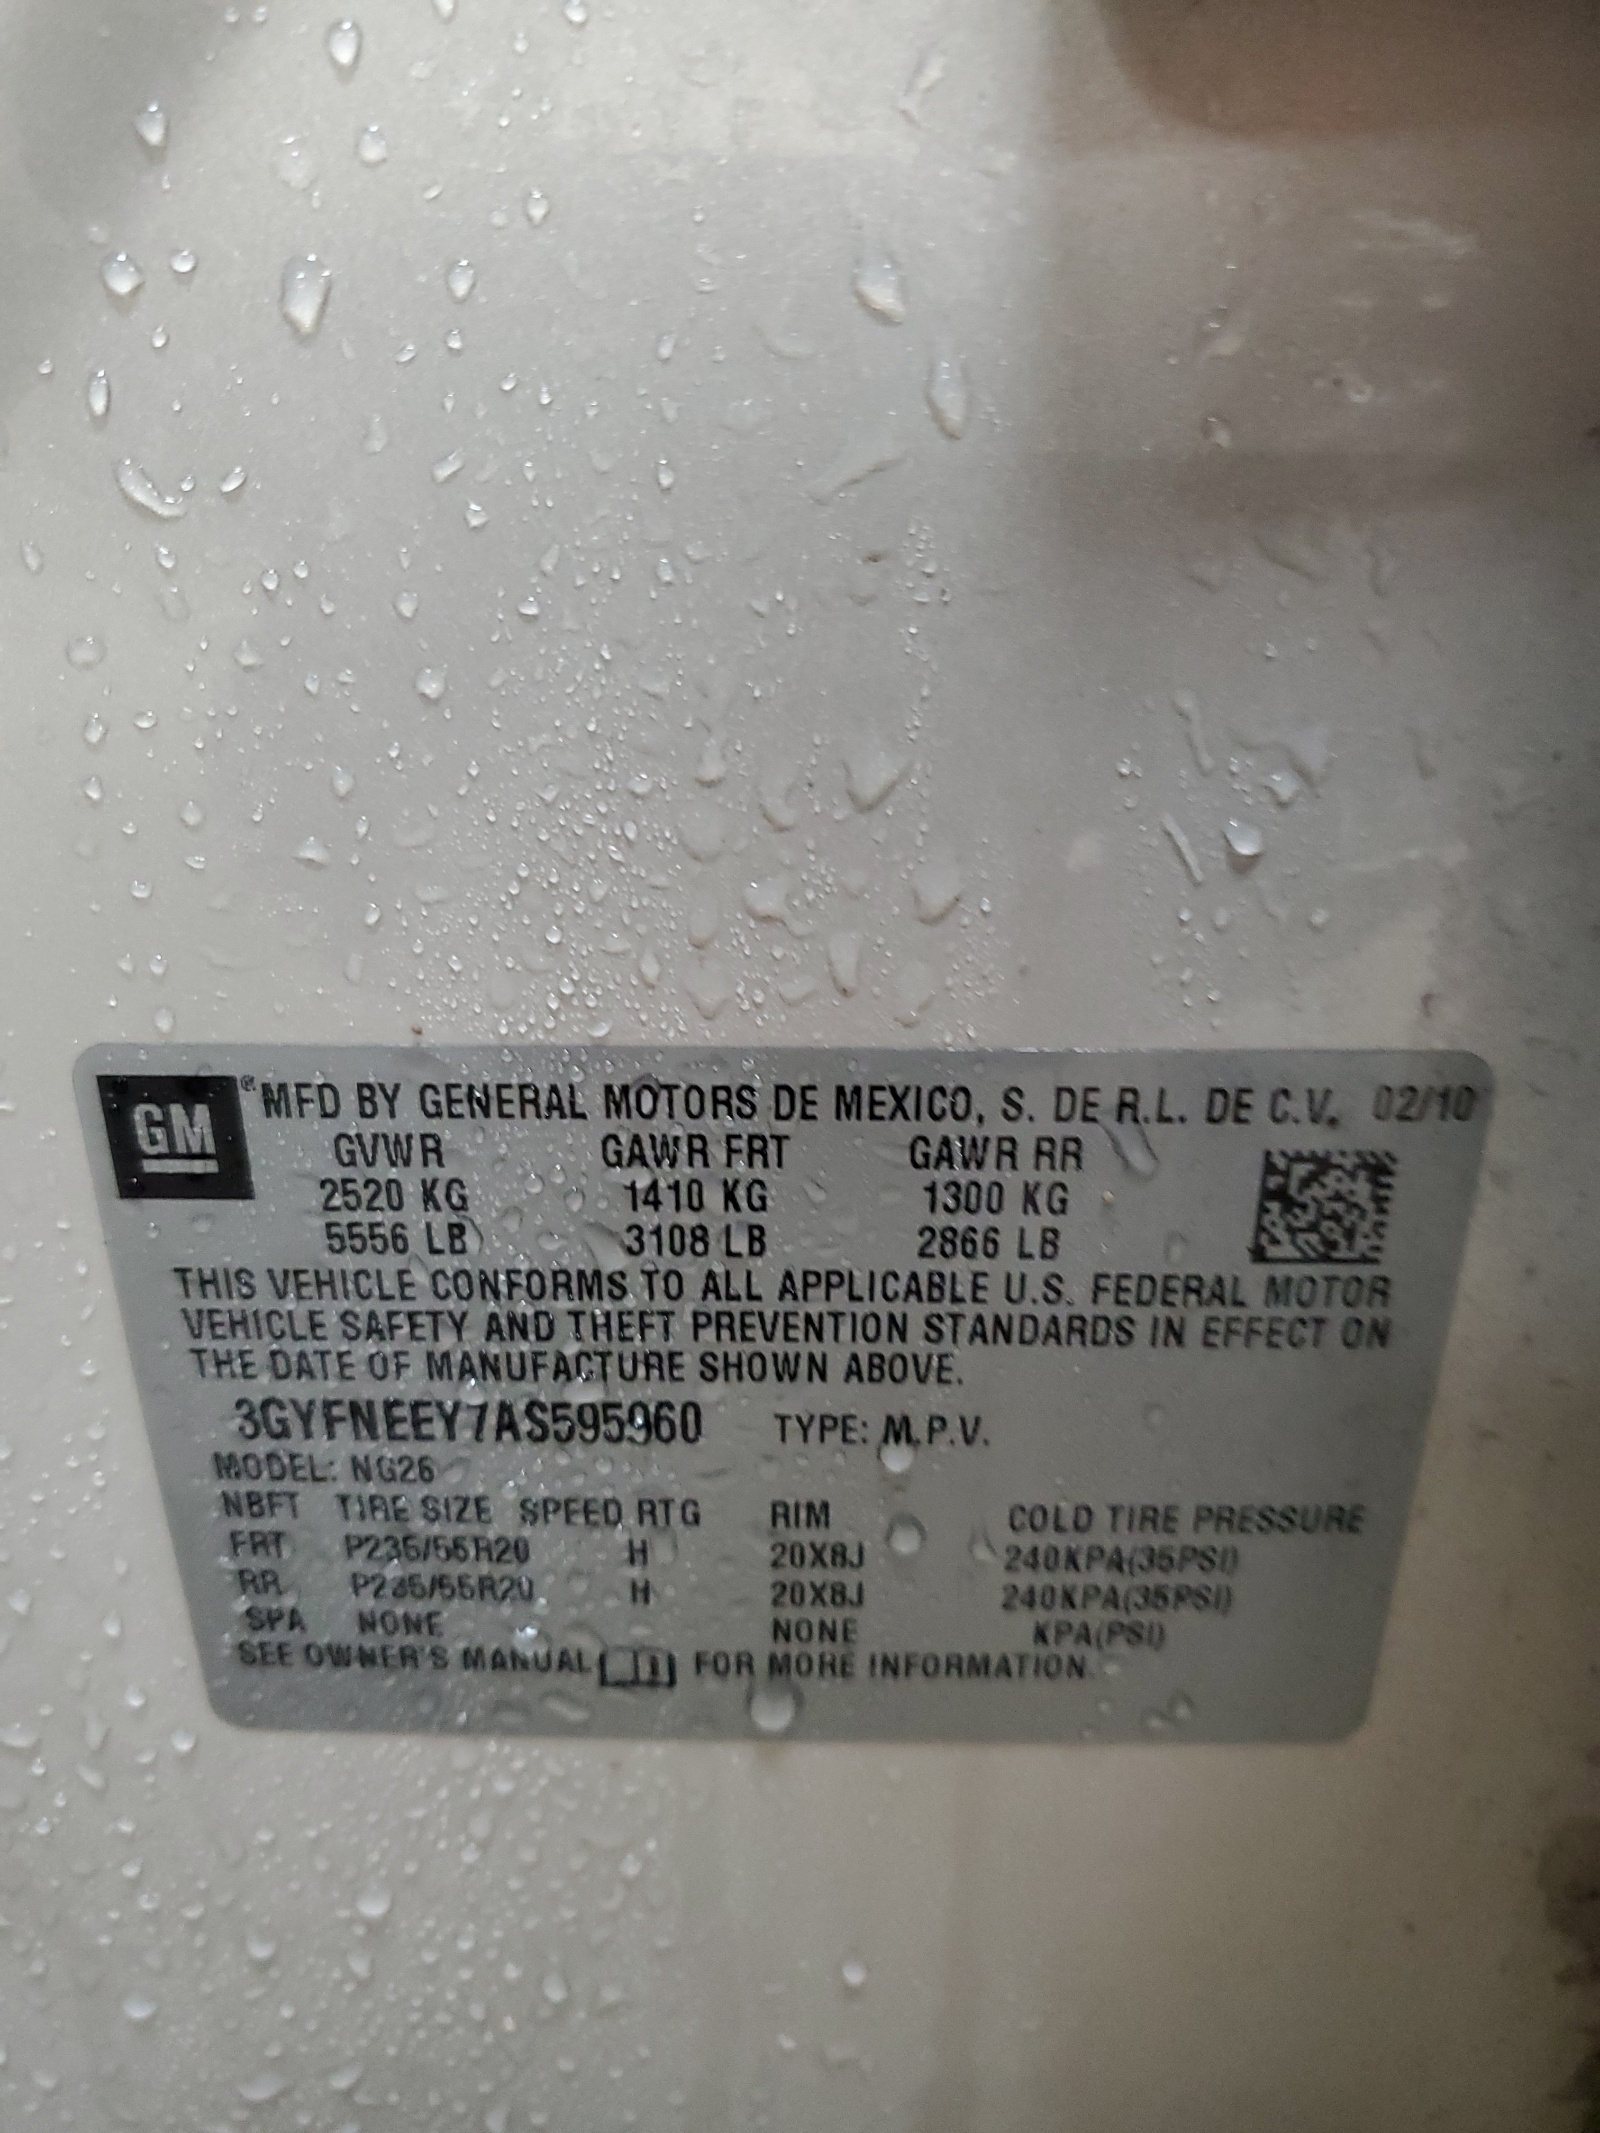 GM
® MFD BY GENERAL MOTORS DE MEXICO, S. DE R.L. DE C.V. 02/10
GVWR GAWR FRT GAWR RR
2520 KG 1410 KG 1300 KG
5556 LB 3108 LB 2866 LB
THIS VEHICLE CONFORMS TO ALL APPLICABLE U.S. FEDERAL MOTOR
VEHICLE SAFETY AND THEFT PREVENTION STANDARDS IN EFFECT ON
THE DATE OF MANUFACTURE SHOWN ABOVE.
3GYFNEEY7AS595960 TYPE: M.P.V.
MODEL: NG26
NBFT TIRE SIZE SPEED RTG RIM COLD TIRE PRESSURE
FRT P235/55R20 H 20X8J 240KPA(35PSI)
RR P235/55R20 H 20X8J 240KPA(35PSI)
SPA NONE NONE KPA(PSI)
SEE OWNER'S MANUAL FOR MORE INFORMATION.